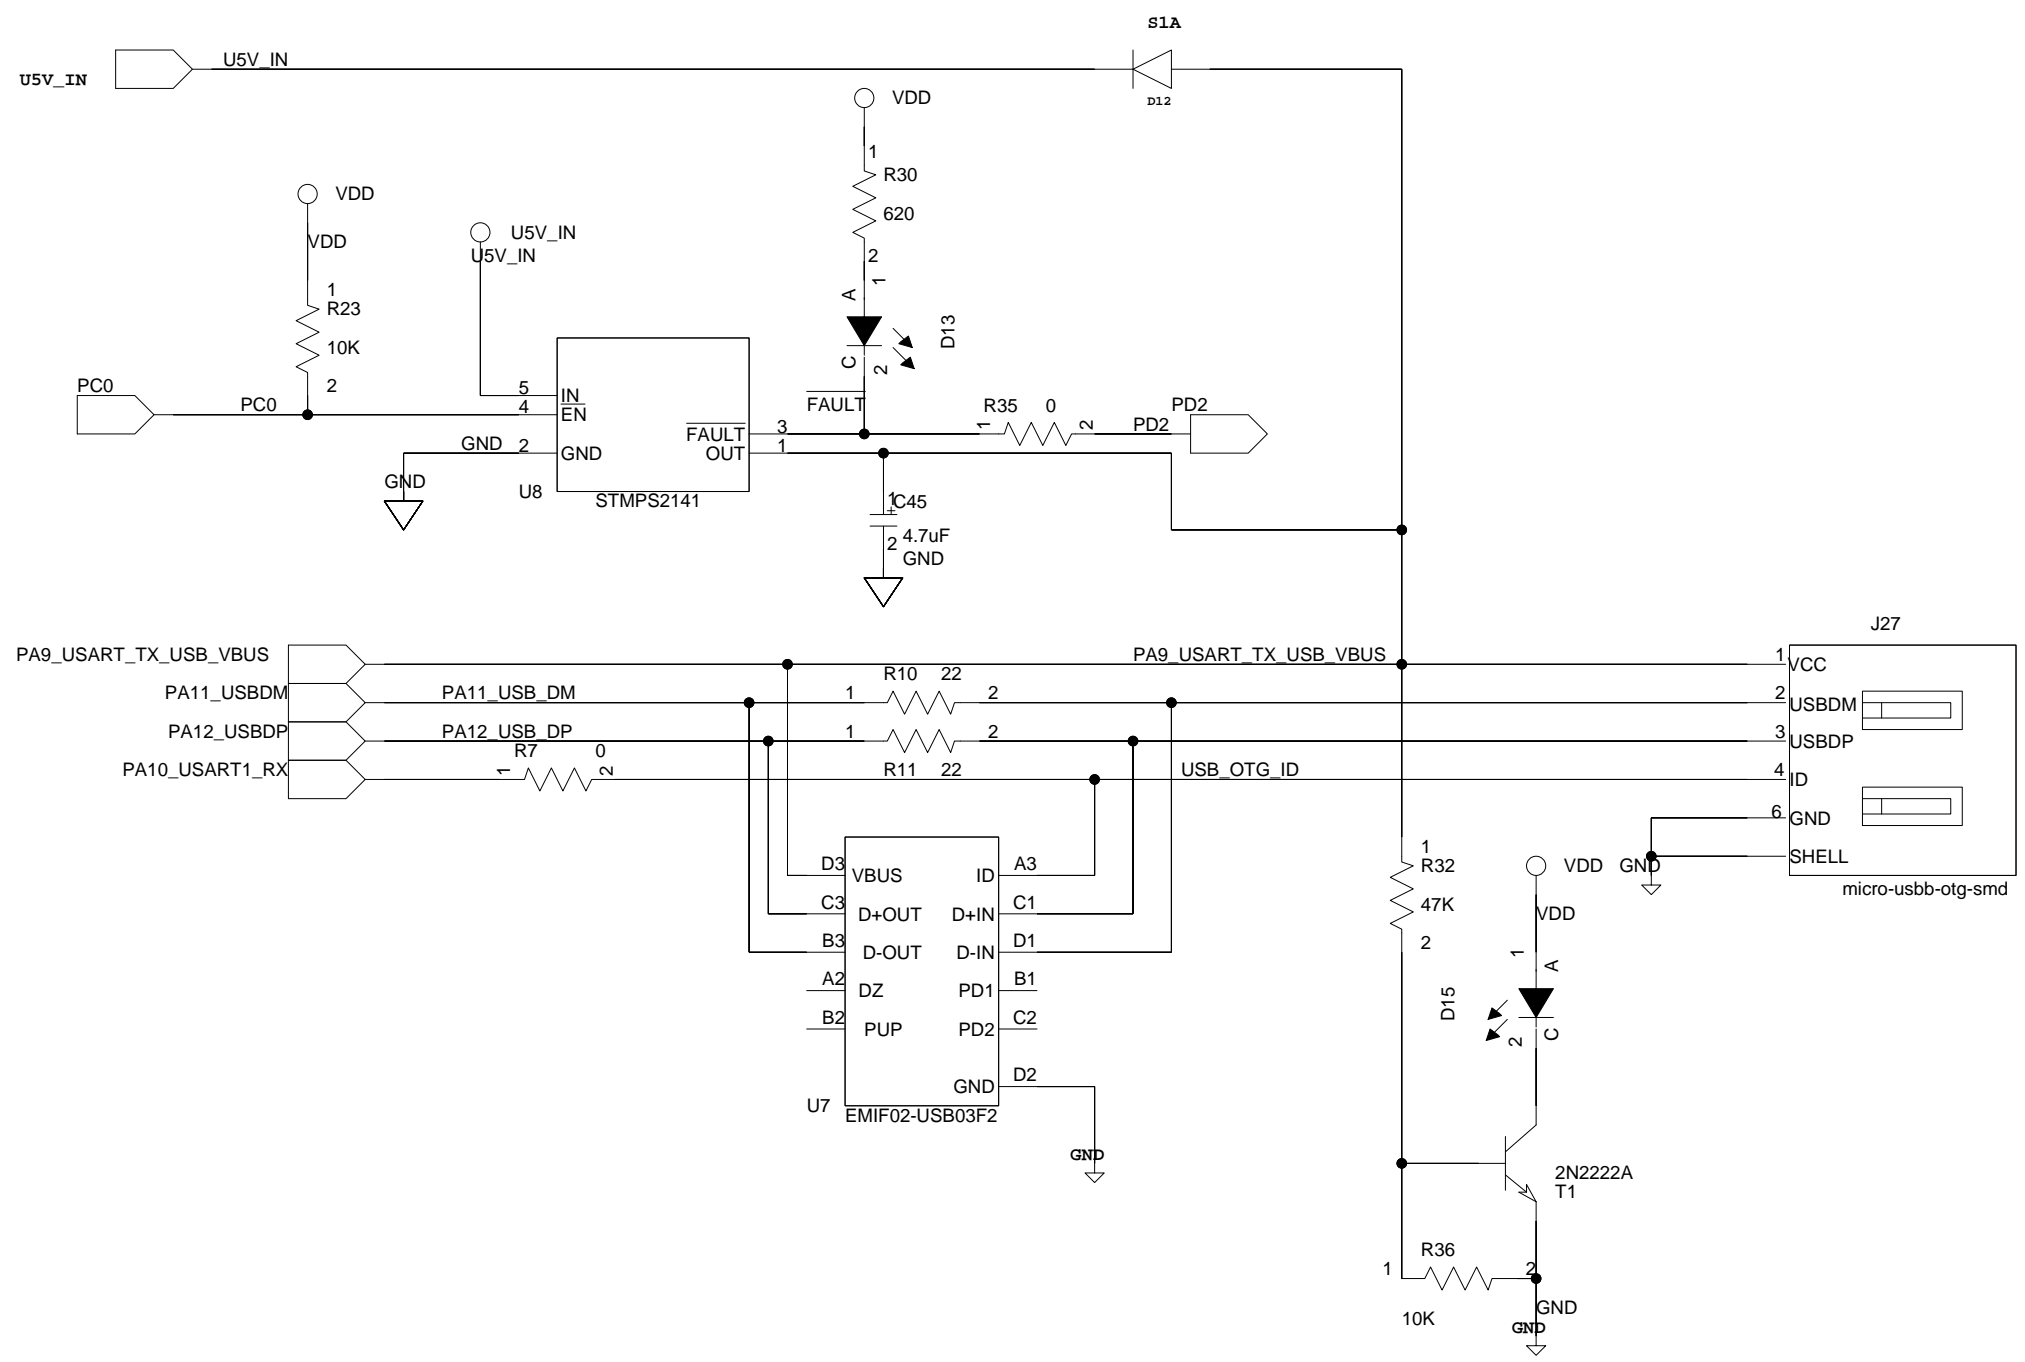 S1A
U5V_IN
U5V_IN
D12
VDD
1
R30
620
2
VDD
VDD
1
R23
10K
2
U5V_IN
U5V_IN
A
1
D13
C
2
PC0
PC0
5
IN
4
EN
GND
2
GND
GND
U8
STMPS2141
FAULT
FAULT
3
OUT
1
R35
0
1
2
PD2
PD2
1
+
C45
4.7uF
2
GND
J27
PA9_USART_TX_USB_VBUS
PA9_USART_TX_USB_VBUS
1
VCC
PA11_USBDM
PA11_USB_DM
1
R10
22
2
2
USBDM
PA12_USBDP
PA12_USB_DP
1
2
3
USBDP
R7
0
R11
22
PA10_USART1_RX
1
2
USB_OTG_ID
4
ID
6
GND
SHELL
GND
micro-usbb-otg-smd
D3
VBUS
ID
A3
C3
D+OUT
D+IN
C1
B3
D-OUT
D-IN
D1
A2
DZ
PD1
B1
B2
PUP
PD2
C2
GND
D2
U7
EMIF02-USB03F2
GND
1
R32
47K
2
VDD
VDD
1
A
D15
2
C
2N2222A
T1
R36
1
2
10K
GND
GND